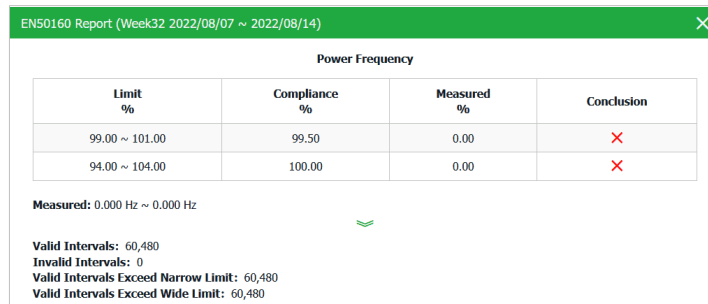 EN50160 Report (Week32 2022/08/07 ~ 2022/08/14)
Power Frequency
Limit % Compliance % Measured % Conclusion
99.00 ~ 101.00 99.50 0.00
94.00 ~ 104.00 100.00 0.00
Measured: 0.000 Hz ~ 0.000 Hz
Valid Intervals: 60,480
Invalid Intervals: 0
Valid Intervals Exceed Narrow Limit: 60,480
Valid Intervals Exceed Wide Limit: 60,480